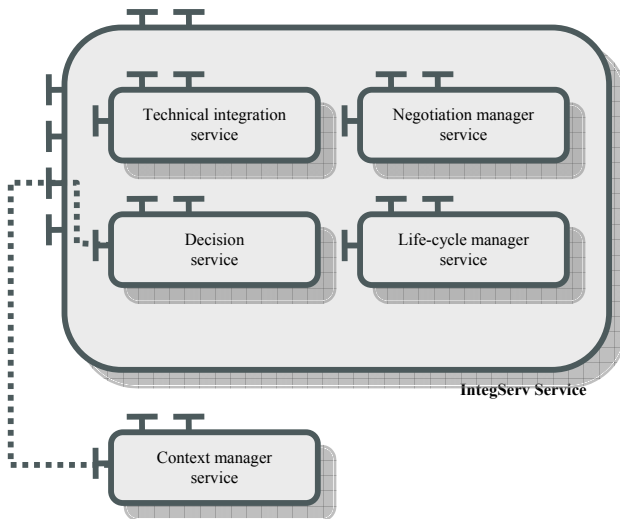 Technical integration
service
Negotiation manager
service
Decision
service
Life-cycle manager
service
IntegServ Service
Context manager
service